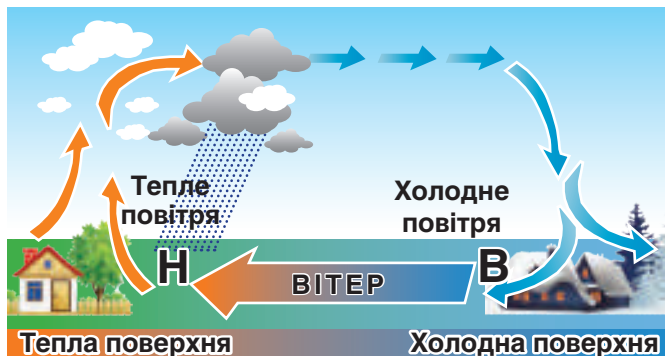 Тепле
повітря
Холодне
повітря
Н
ВІТЕР
В
Тепла поверхня
Холодна поверхня